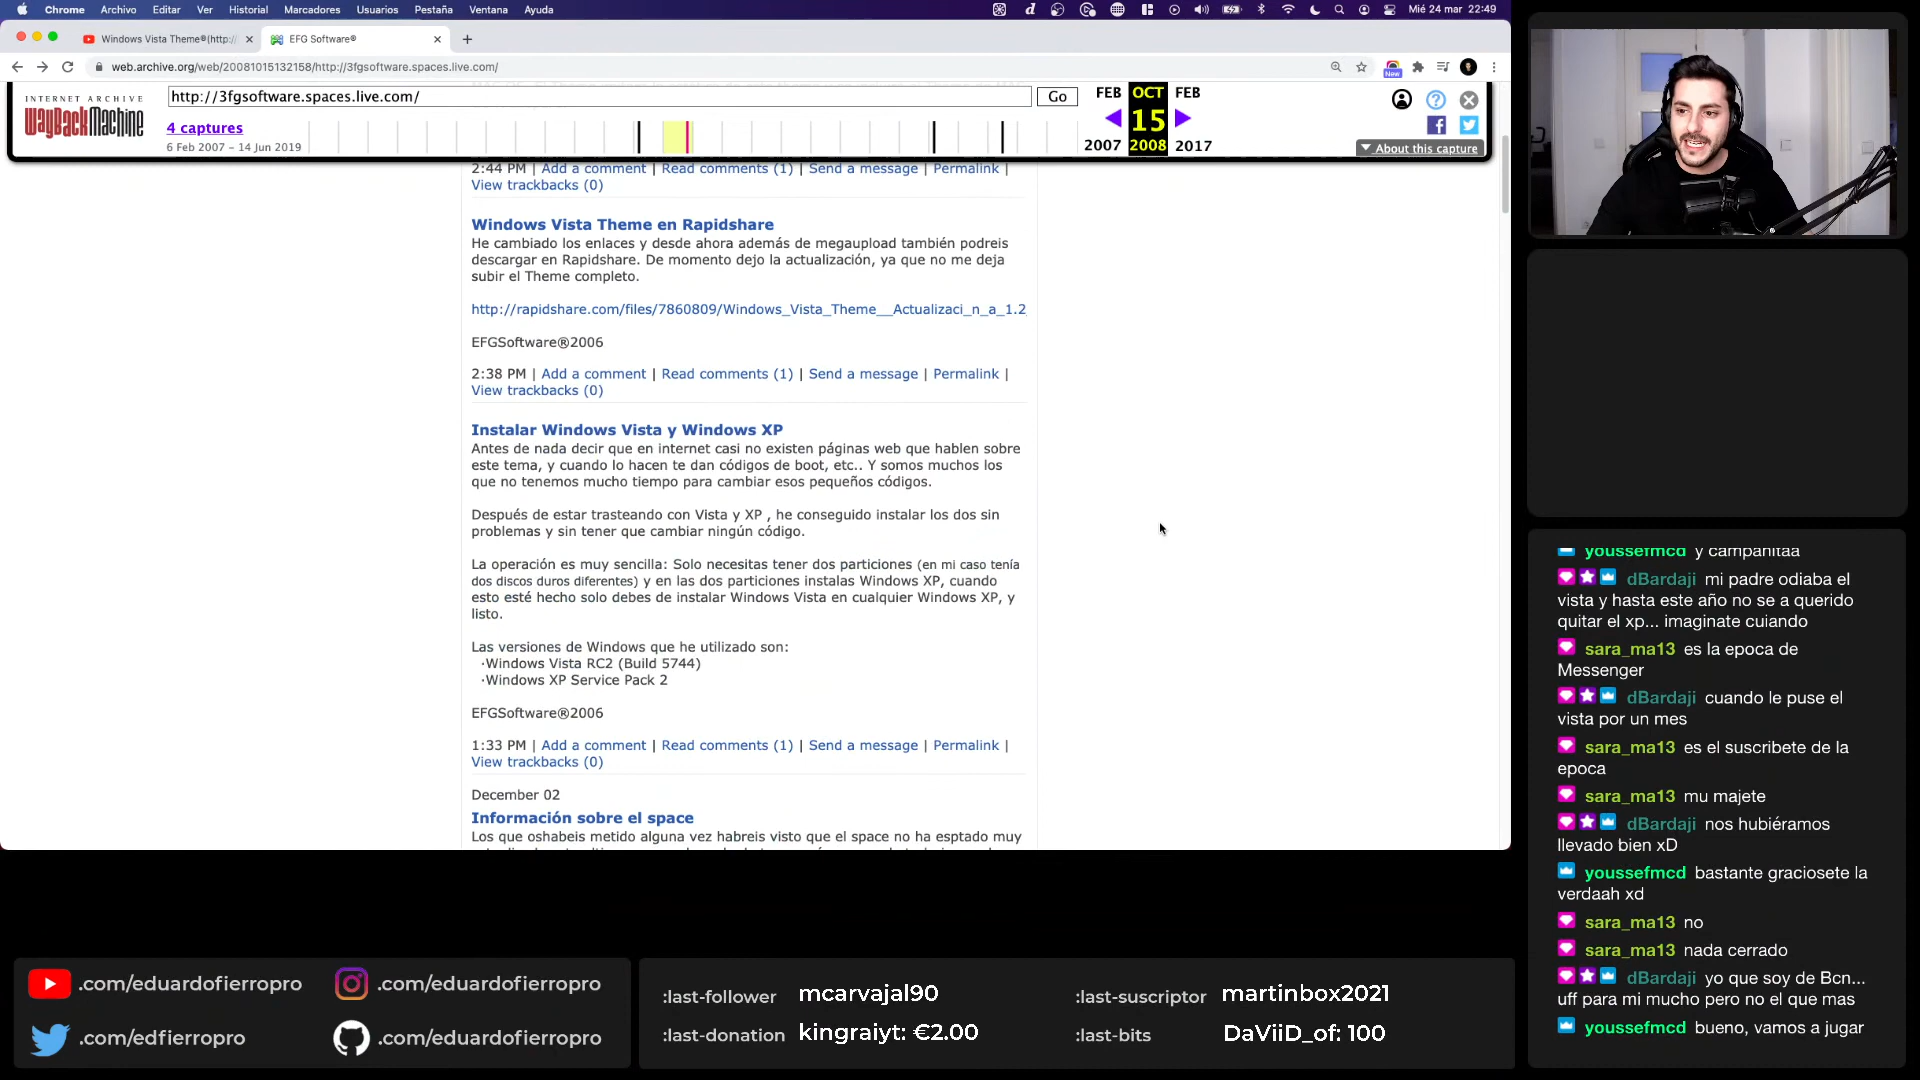 Chrome Archivo Editar Ver Historial Marcadores Usuarios Pestaña Ventana Ayuda
Mié 24 mar 22:49
Windows Vista Theme®(http:/
EFG Software®
web.archive.org/web/20081015132158/http://3fgsoftware.spaces.live.com/
New
INTERNET ARCHIVE
WayBackMachine
http://3fgsoftware.spaces.live.com/
Go
4 captures
6 Feb 2007 – 14 Jun 2019
FEB OCT FEB
15
2007 2008 2017
About this capture
2:44 PM | Add a comment | Read comments (1) | Send a message | Permalink |
View trackbacks (0)
Windows Vista Theme en Rapidshare
He cambiado los enlaces y desde ahora además de megaupload también podreis
descargar en Rapidshare. De momento dejo la actualización, ya que no me deja
subir el Theme completo.
http://rapidshare.com/files/7860809/Windows_Vista_Theme__Actualizaci_n_a_1.2
EFGSoftware®2006
2:38 PM | Add a comment | Read comments (1) | Send a message | Permalink |
View trackbacks (0)
Instalar Windows Vista y Windows XP
Antes de nada decir que en internet casi no existen páginas web que hablen sobre
este tema, y cuando lo hacen te dan códigos de boot, etc.. Y somos muchos los
que no tenemos mucho tiempo para cambiar esos pequeños códigos.
Después de estar trasteando con Vista y XP , he conseguido instalar los dos sin
problemas y sin tener que cambiar ningún código.
La operación es muy sencilla: Solo necesitas tener dos particiones (en mi caso tenía
dos discos duros diferentes) y en las dos particiones instalas Windows XP, cuando
esto esté hecho solo debes de instalar Windows Vista en cualquier Windows XP, y
listo.
Las versiones de Windows que he utilizado son:
·Windows Vista RC2 (Build 5744)
·Windows XP Service Pack 2
EFGSoftware®2006
1:33 PM | Add a comment | Read comments (1) | Send a message | Permalink |
View trackbacks (0)
December 02
Información sobre el space
Los que oshabeis metido alguna vez habreis visto que el space no ha esptado muy
youssefmcd y campanitaa
dBardaji mi padre odiaba el
vista y hasta este año no se a querido
quitar el xp... imaginate cuiando
sara_ma13 es la epoca de
Messenger
dBardaji cuando le puse el
vista por un mes
sara_ma13 es el suscribete de la
epoca
sara_ma13 mu majete
dBardaji nos hubiéramos
llevado bien xD
youssefmcd bastante graciosete la
verdaah xd
sara_ma13 no
sara_ma13 nada cerrado
dBardaji yo que soy de Bcn...
uff para mi mucho pero no el que mas
youssefmcd bueno, vamos a jugar
.com/eduardofierropro
.com/eduardofierropro
.com/edfierropro
.com/eduardofierropro
:last-follower mcarvajal90
:last-suscriptor martinbox2021
:last-donation kingraiyt: €2.00
:last-bits DaViiD_of: 100